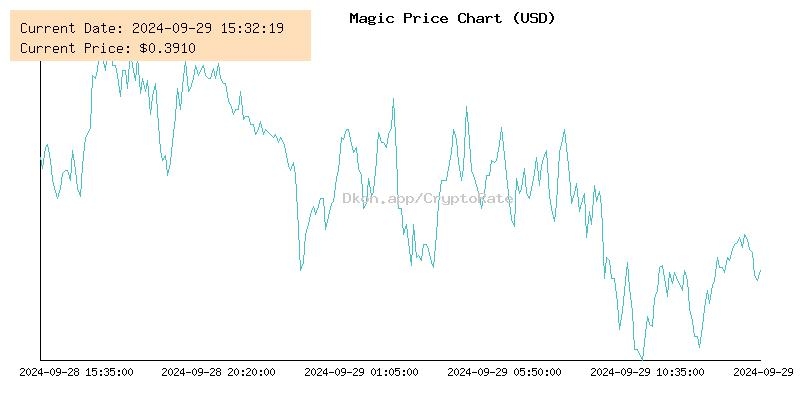 Magic Price Chart (USD)
Current Date: 2024-09-29 15:32:19
Current Price: $0.3910
Dkon.app/CryptoRate
2024-09-28 15:35:00 2024-09-28 20:20:00 2024-09-29 01:05:00 2024-09-29 05:50:00 2024-09-29 10:35:00 2024-09-29